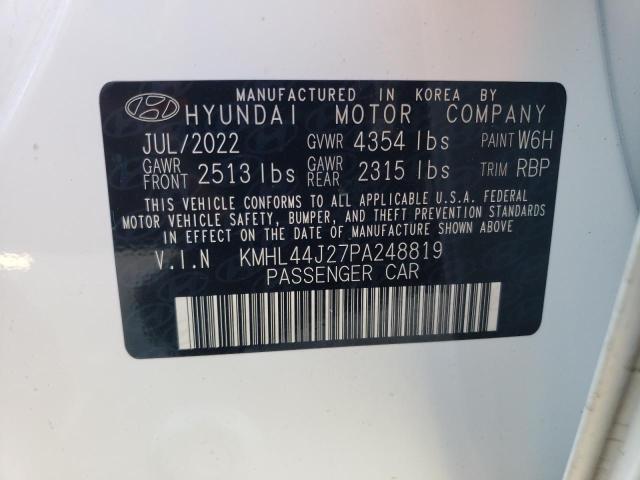 MANUFACTURED IN KOREA BY
HYUNDAI MOTOR COMPANY
JUL/2022 GVWR 4354 lbs PAINT W6H
GAWR FRONT 2513 lbs GAWR REAR 2315 lbs TRIM RBP
THIS VEHICLE CONFORMS TO ALL APPLICABLE U.S.A. FEDERAL
MOTOR VEHICLE SAFETY, BUMPER, AND THEFT PREVENTION STANDARDS
IN EFFECT ON THE DATE OF MANUFACTURE SHOWN ABOVE
V.I.N KMHL44J27PA248819
PASSENGER CAR